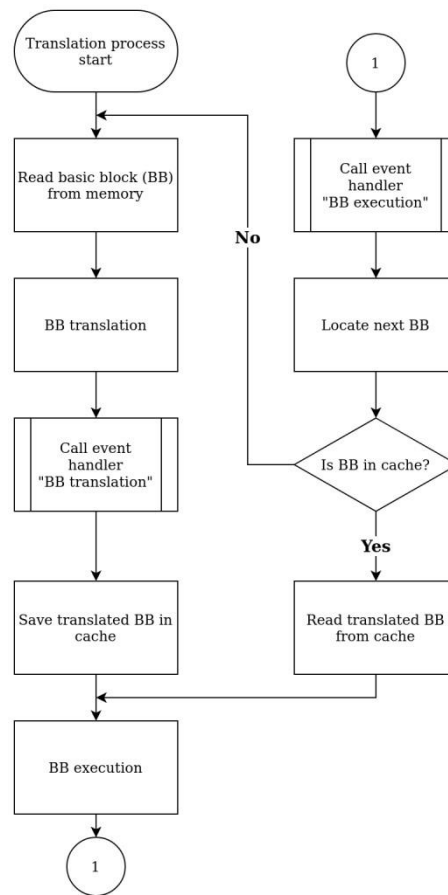 Translation process
start
Read basic block (BB)
from memory
BB translation
Call event
handler
"BB translation"
Save translated BB in
cache
BB execution
1
1
Call event
handler
"BB execution"
Locate next BB
Is BB in cache?
No
Yes
Read translated BB
from cache